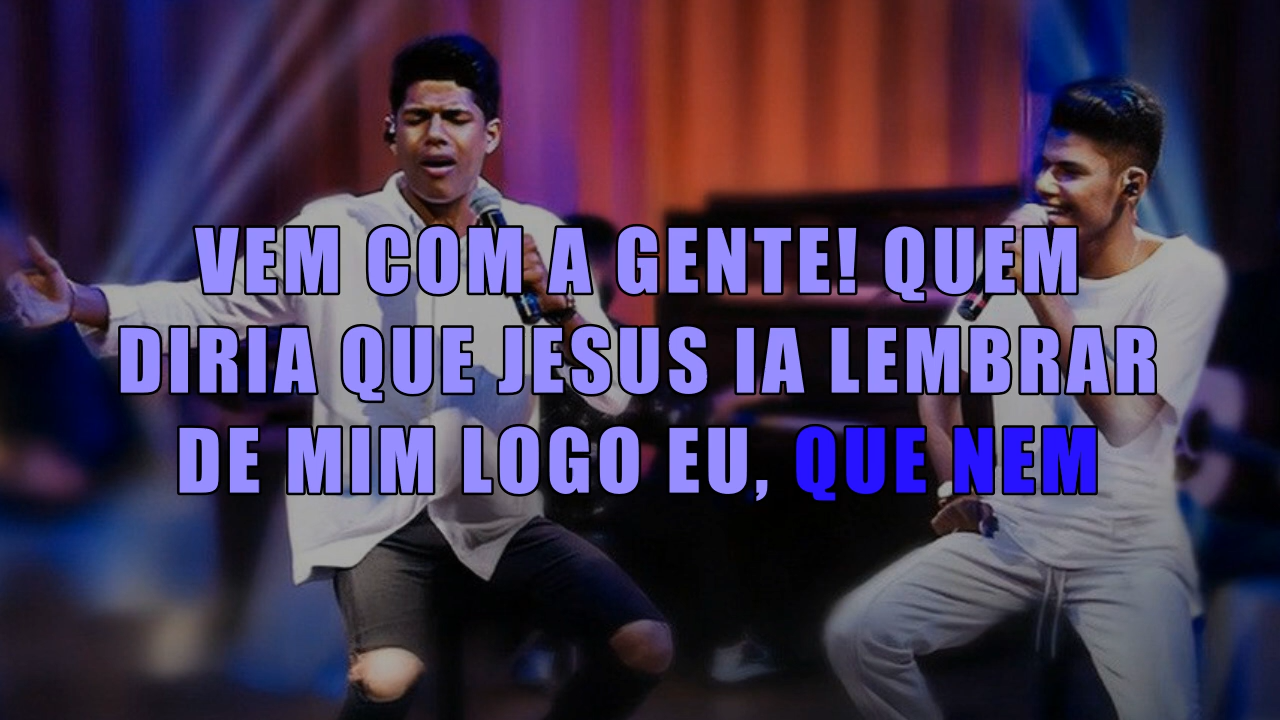 VEM COM A GENTE! QUEM
DIRIA QUE JESUS IA LEMBRAR
DE MIM LOGO EU, QUE NEM